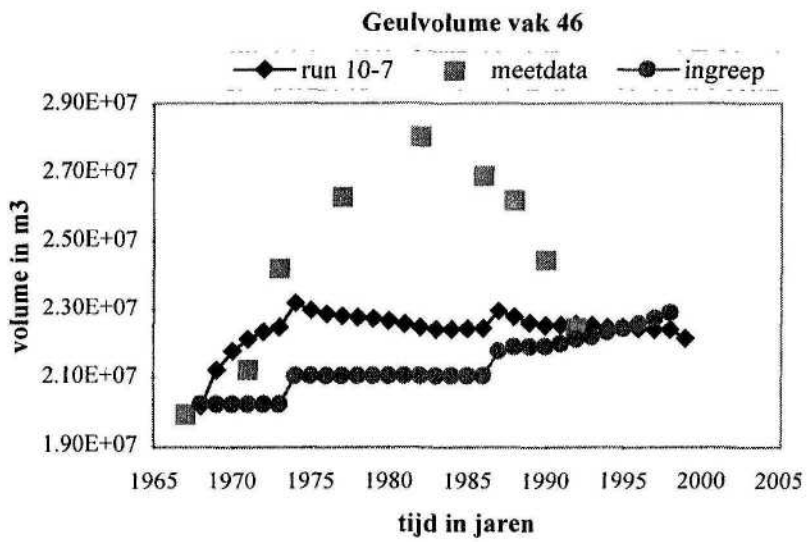 Geulvolume vak 46
run 10-7 meetdata ingreep
2.90E+07
2.70E+07
2.50E+07
2.30E+07
2.10E+07
1.90E+07
volume in m3
1965 1970 1975 1980 1985 1990 1995 2000 2005
tijd in jaren